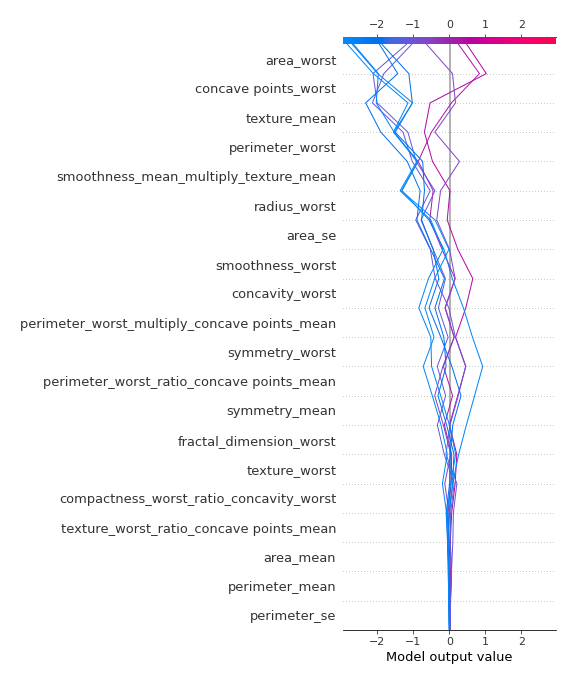 −2 −1 0 1 2
area_worst
concave points_worst
texture_mean
perimeter_worst
smoothness_mean_multiply_texture_mean
radius_worst
area_se
smoothness_worst
concavity_worst
perimeter_worst_multiply_concave points_mean
symmetry_worst
perimeter_worst_ratio_concave points_mean
symmetry_mean
fractal_dimension_worst
texture_worst
compactness_worst_ratio_concavity_worst
texture_worst_ratio_concave points_mean
area_mean
perimeter_mean
perimeter_se
−2 −1 0 1 2
Model output value